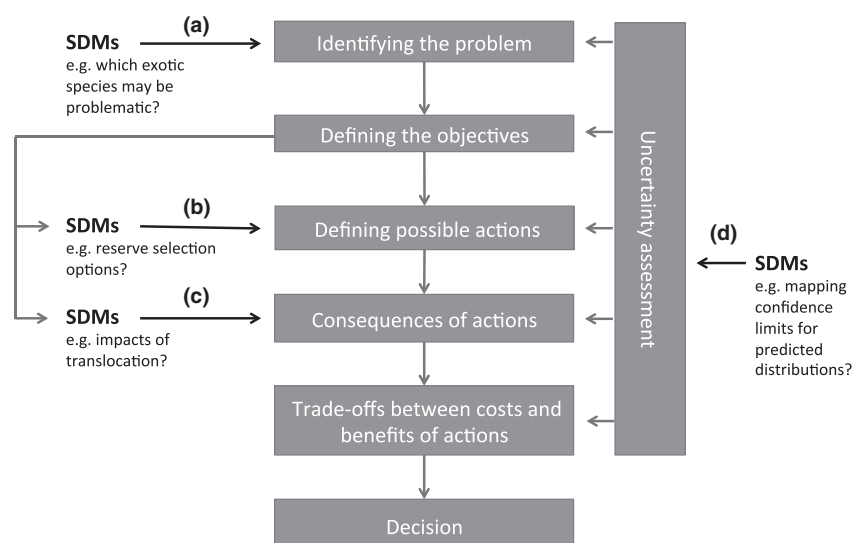 (a)
SDMs
e.g. which exotic
species may be
problematic?
Identifying the problem
Defining the objectives
(b)
SDMs
e.g. reserve selection
options?
Defining possible actions
(c)
SDMs
e.g. impacts of
translocation?
Consequences of actions
Trade-offs between costs and
benefits of actions
Decision
Uncertainty assessment
(d)
SDMs
e.g. mapping
confidence
limits for
predicted
distributions?